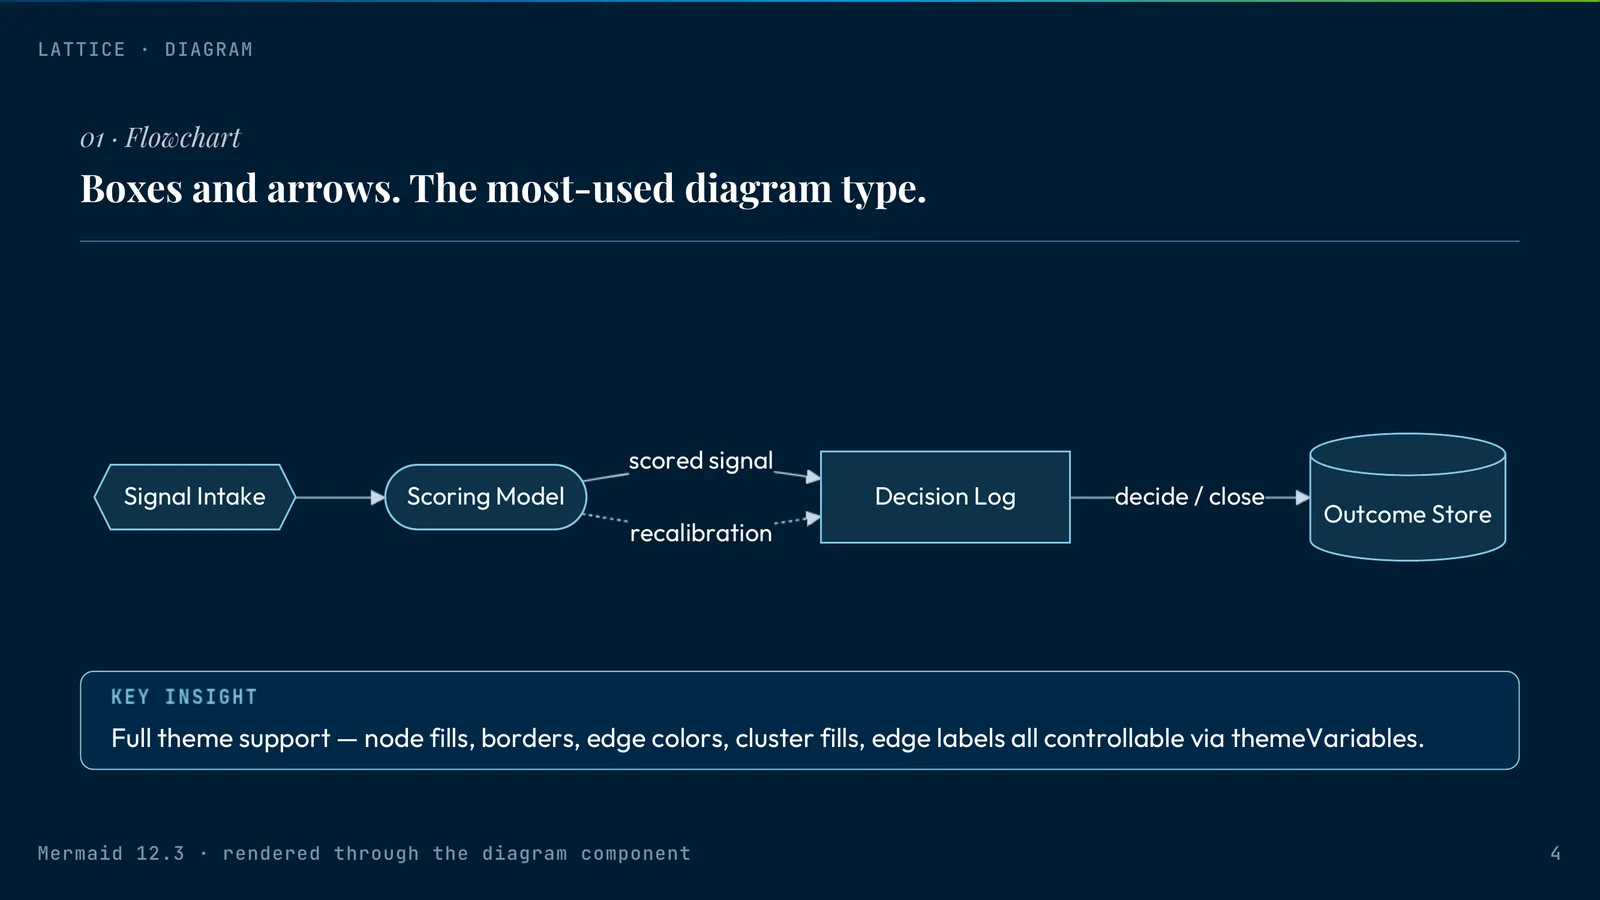 LATTICE · DIAGRAM
01 · Flowchart
Boxes and arrows. The most-used diagram type.
Signal Intake
Scoring Model
scored signal
recalibration
Decision Log
decide / close
Outcome Store
KEY INSIGHT
Full theme support — node fills, borders, edge colors, cluster fills, edge labels all controllable via themeVariables.
Mermaid 12.3 · rendered through the diagram component
4